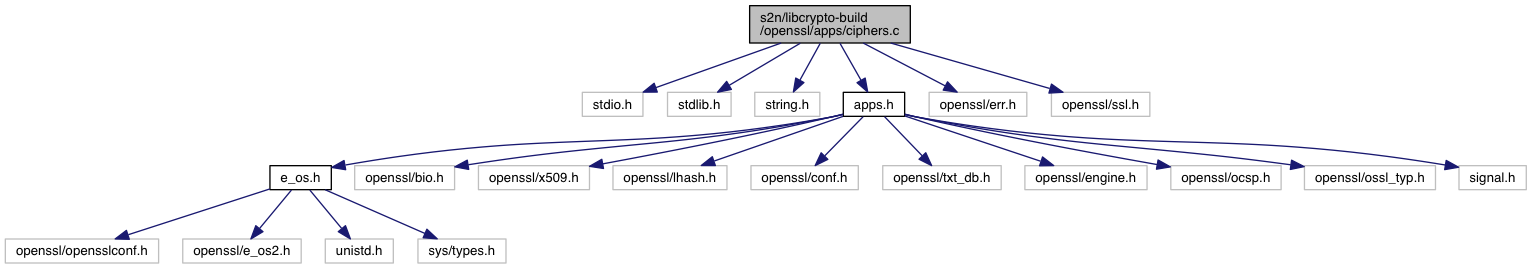 s2n/libcrypto-build
/openssl/apps/ciphers.c
stdio.h
stdlib.h
string.h
apps.h
openssl/err.h
openssl/ssl.h
e_os.h
openssl/bio.h
openssl/x509.h
openssl/lhash.h
openssl/conf.h
openssl/txt_db.h
openssl/engine.h
openssl/ocsp.h
openssl/ossl_typ.h
signal.h
openssl/opensslconf.h
openssl/e_os2.h
unistd.h
sys/types.h